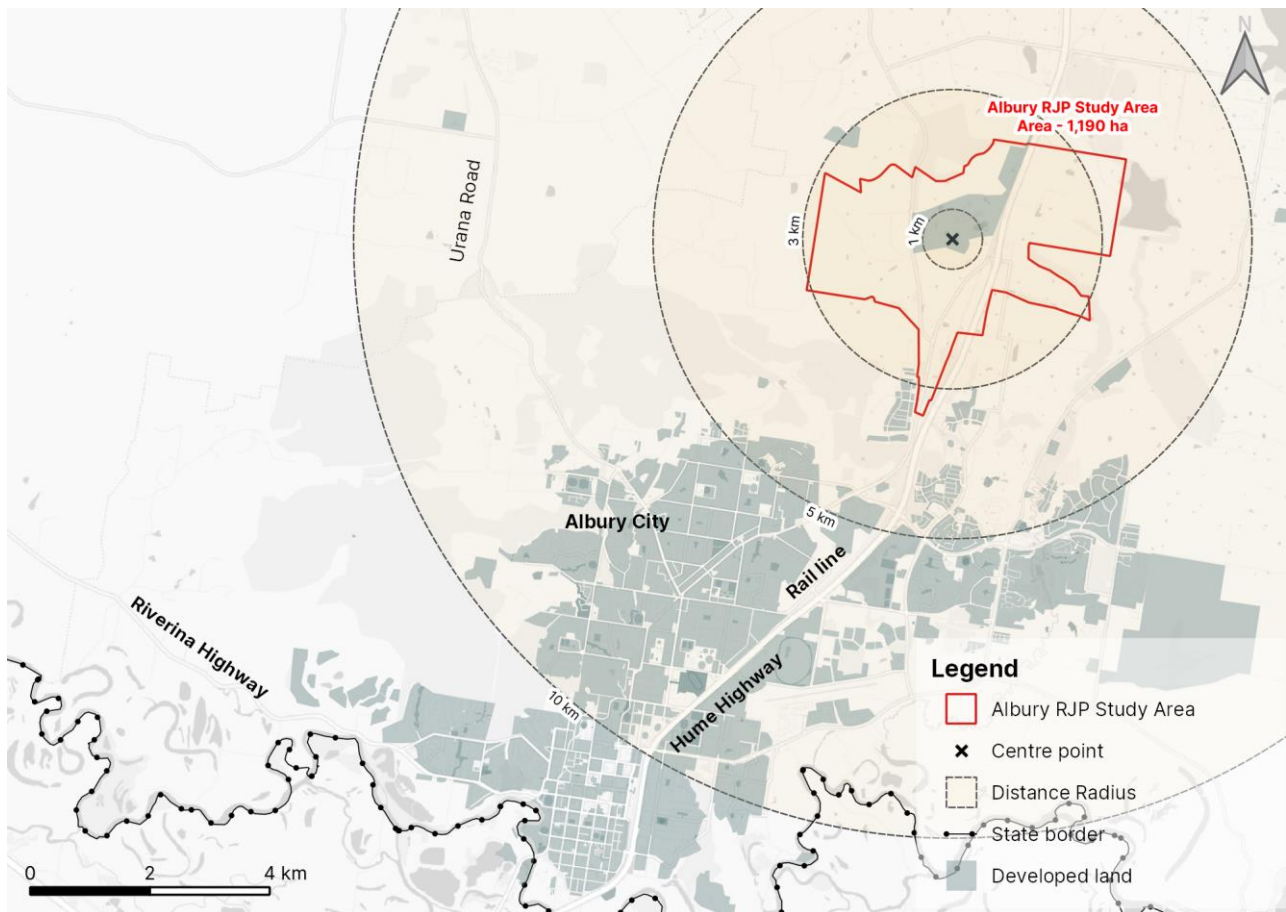 N
Albury RJP Study Area
Area - 1,190 ha
Urana Road
3 km
1 km
5 km
Albury City
Rail line
Riverina Highway
Hume Highway
10 km
Legend
Albury RJP Study Area
Centre point
Distance Radius
State border
Developed land
0 2 4 km